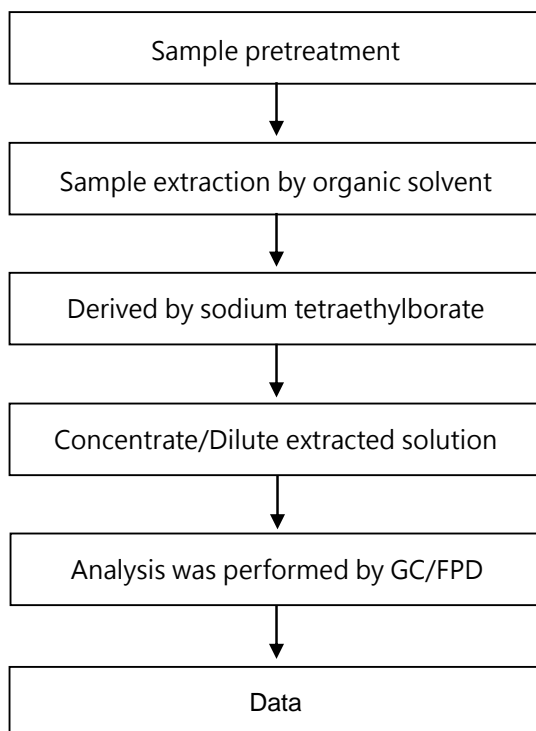 Sample pretreatment
Sample extraction by organic solvent
Derived by sodium tetraethylborate
Concentrate/Dilute extracted solution
Analysis was performed by GC/FPD
Data